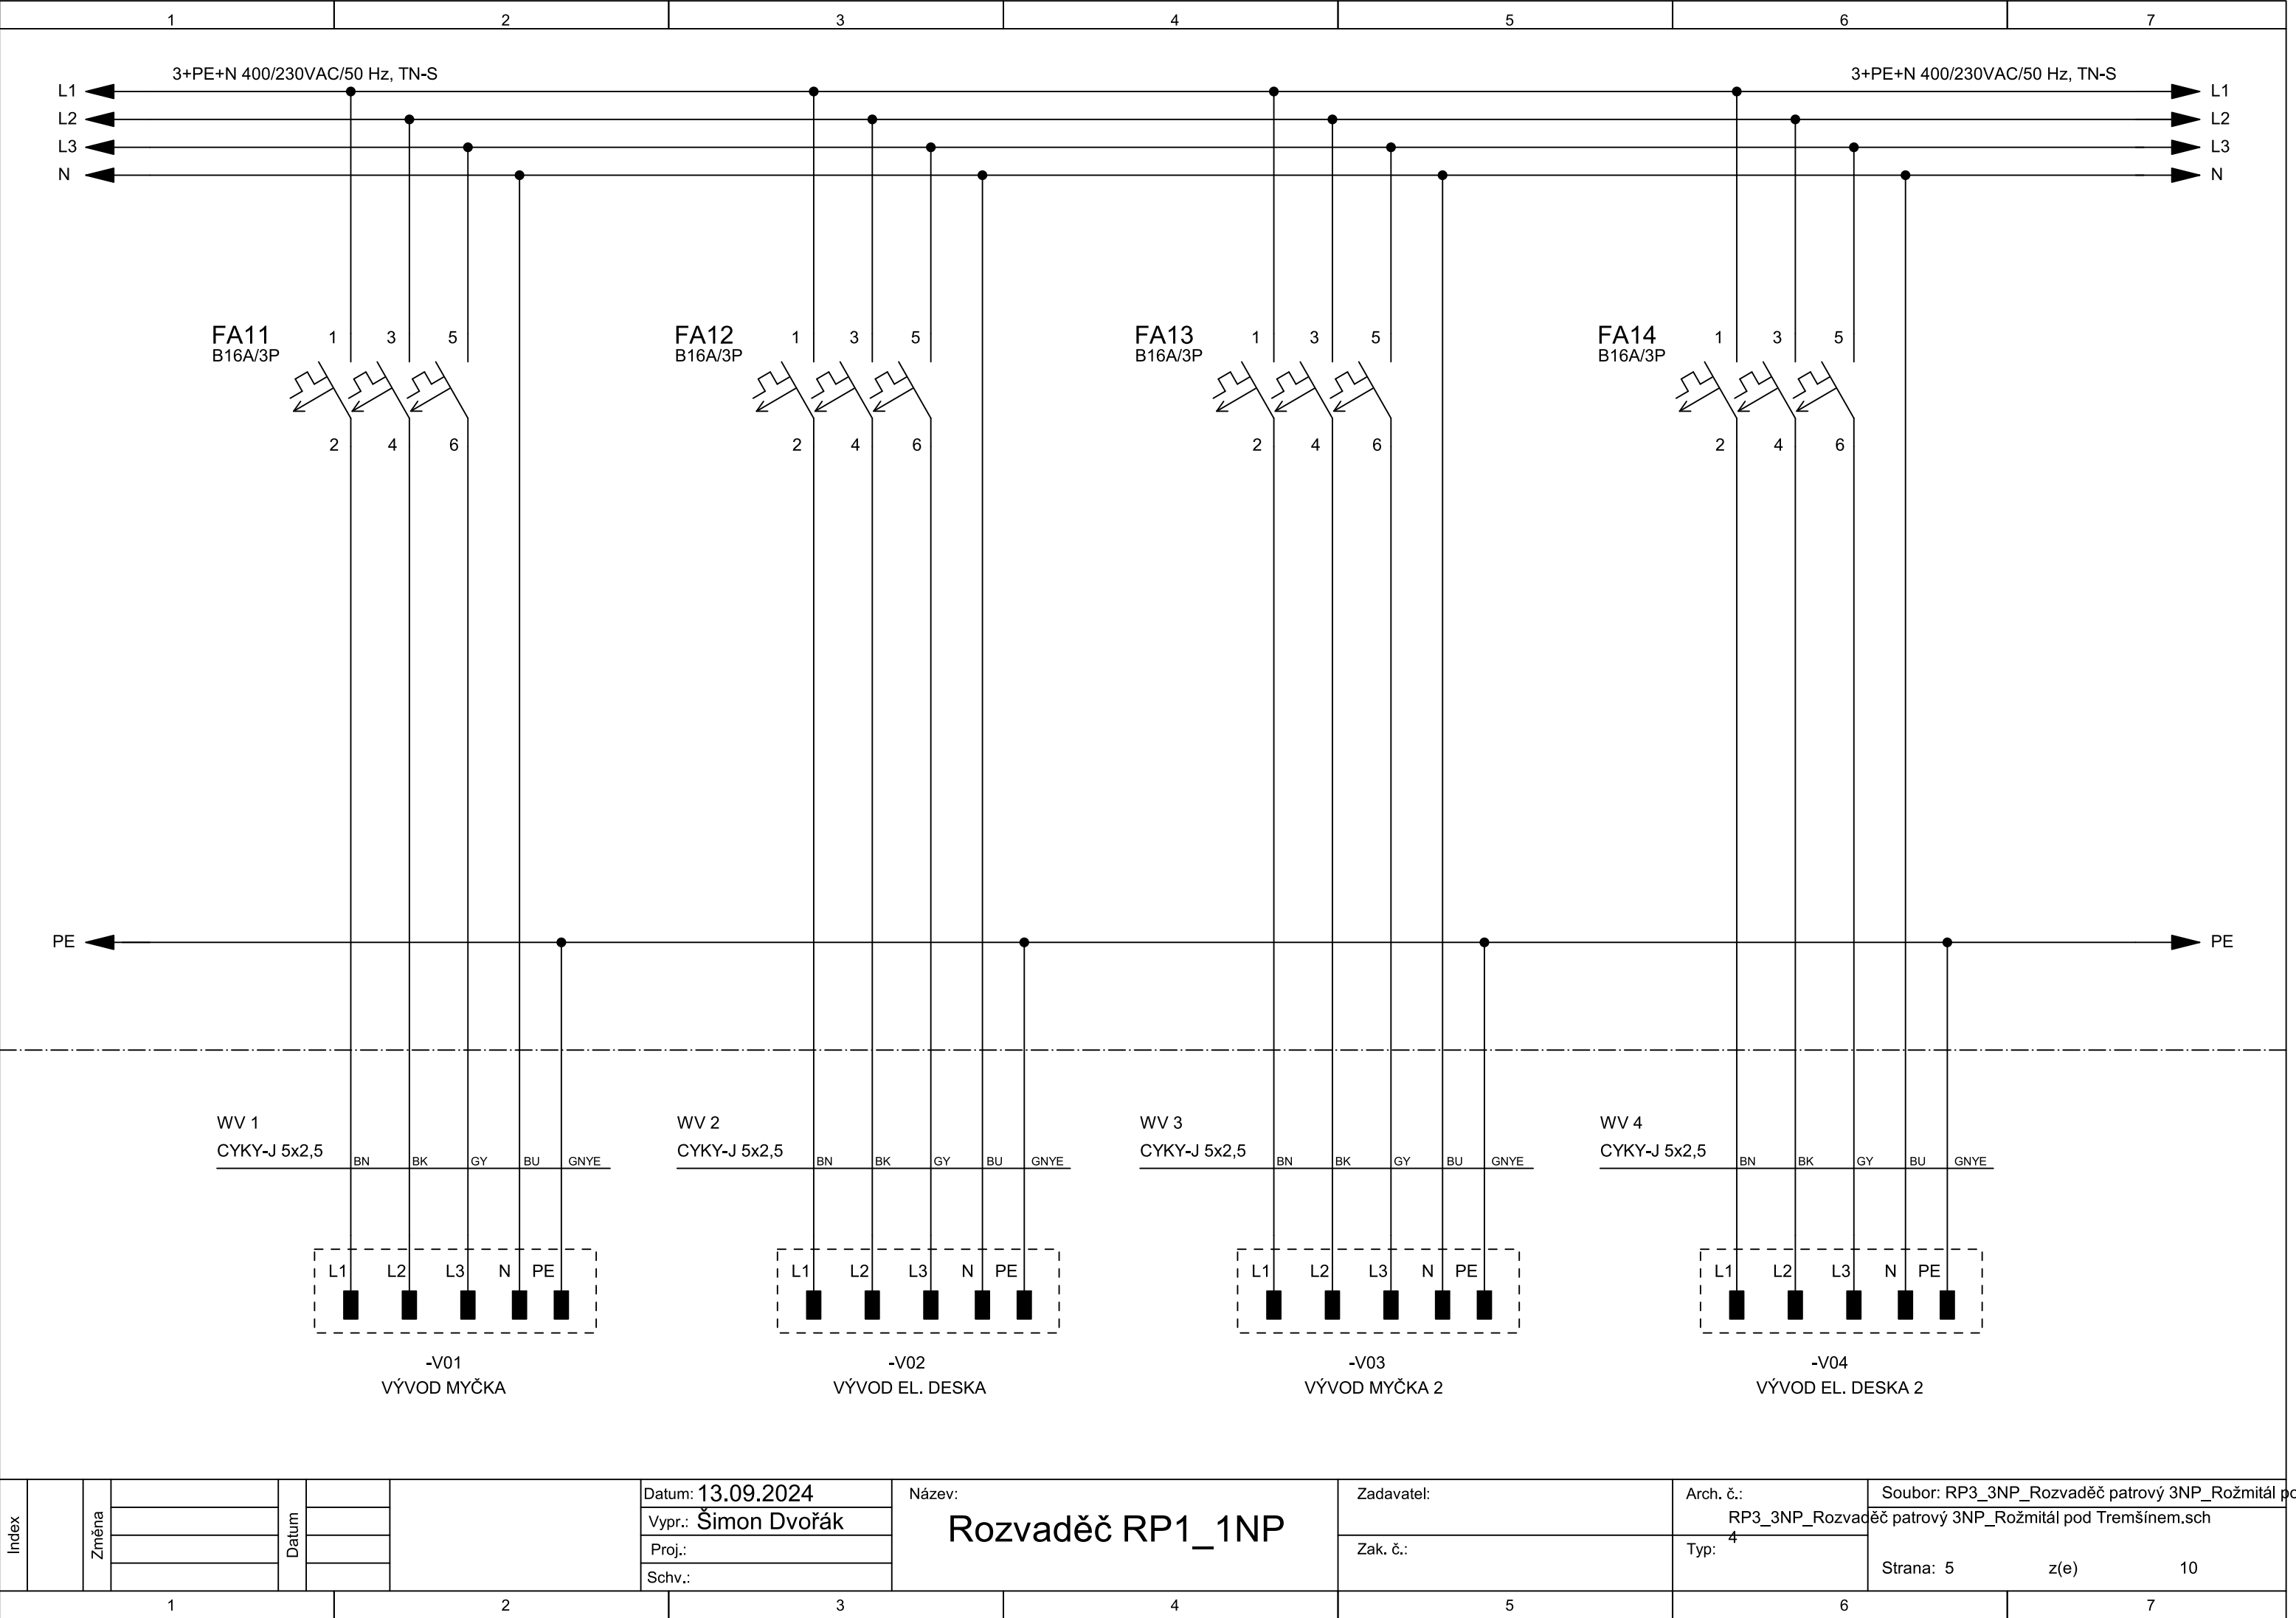 1 2 3 4 5 6 7
3+PE+N 400/230VAC/50 Hz, TN-S 3+PE+N 400/230VAC/50 Hz, TN-S
L1 L1
L2 L2
L3 L3
N N
FA11 1 3 5 FA12 1 3 5 FA13 1 3 5 FA14 1 3 5
B16A/3P B16A/3P B16A/3P B16A/3P
2 4 6 2 4 6 2 4 6 2 4 6
PE PE
WV 1 WV 2 WV 3 WV 4
CYKY-J 5x2,5 BN BK GY BU GNYE CYKY-J 5x2,5 BN BK GY BU GNYE CYKY-J 5x2,5 BN BK GY BU GNYE CYKY-J 5x2,5 BN BK GY BU GNYE
L1 L2 L3 N PE L1 L2 L3 N PE L1 L2 L3 N PE L1 L2 L3 N PE
-V01 -V02 -V03 -V04
VÝVOD MYČKA VÝVOD EL. DESKA VÝVOD MYČKA 2 VÝVOD EL. DESKA 2
Index
Změna
Datum
Datum: 13.09.2024
Vypr.: Šimon Dvořák
Proj.:
Schv.:
Název:
Rozvaděč RP1_1NP
Zadavatel:
Zak. č.:
Arch. č.:
RP3_3NP_Rozvaděč patrový 3NP_Rožmitál pod Tremšínem.sch
4
Typ:
Soubor: RP3_3NP_Rozvaděč patrový 3NP_Rožmitál po
Strana: 5 z(e) 10
1 2 3 4 5 6 7